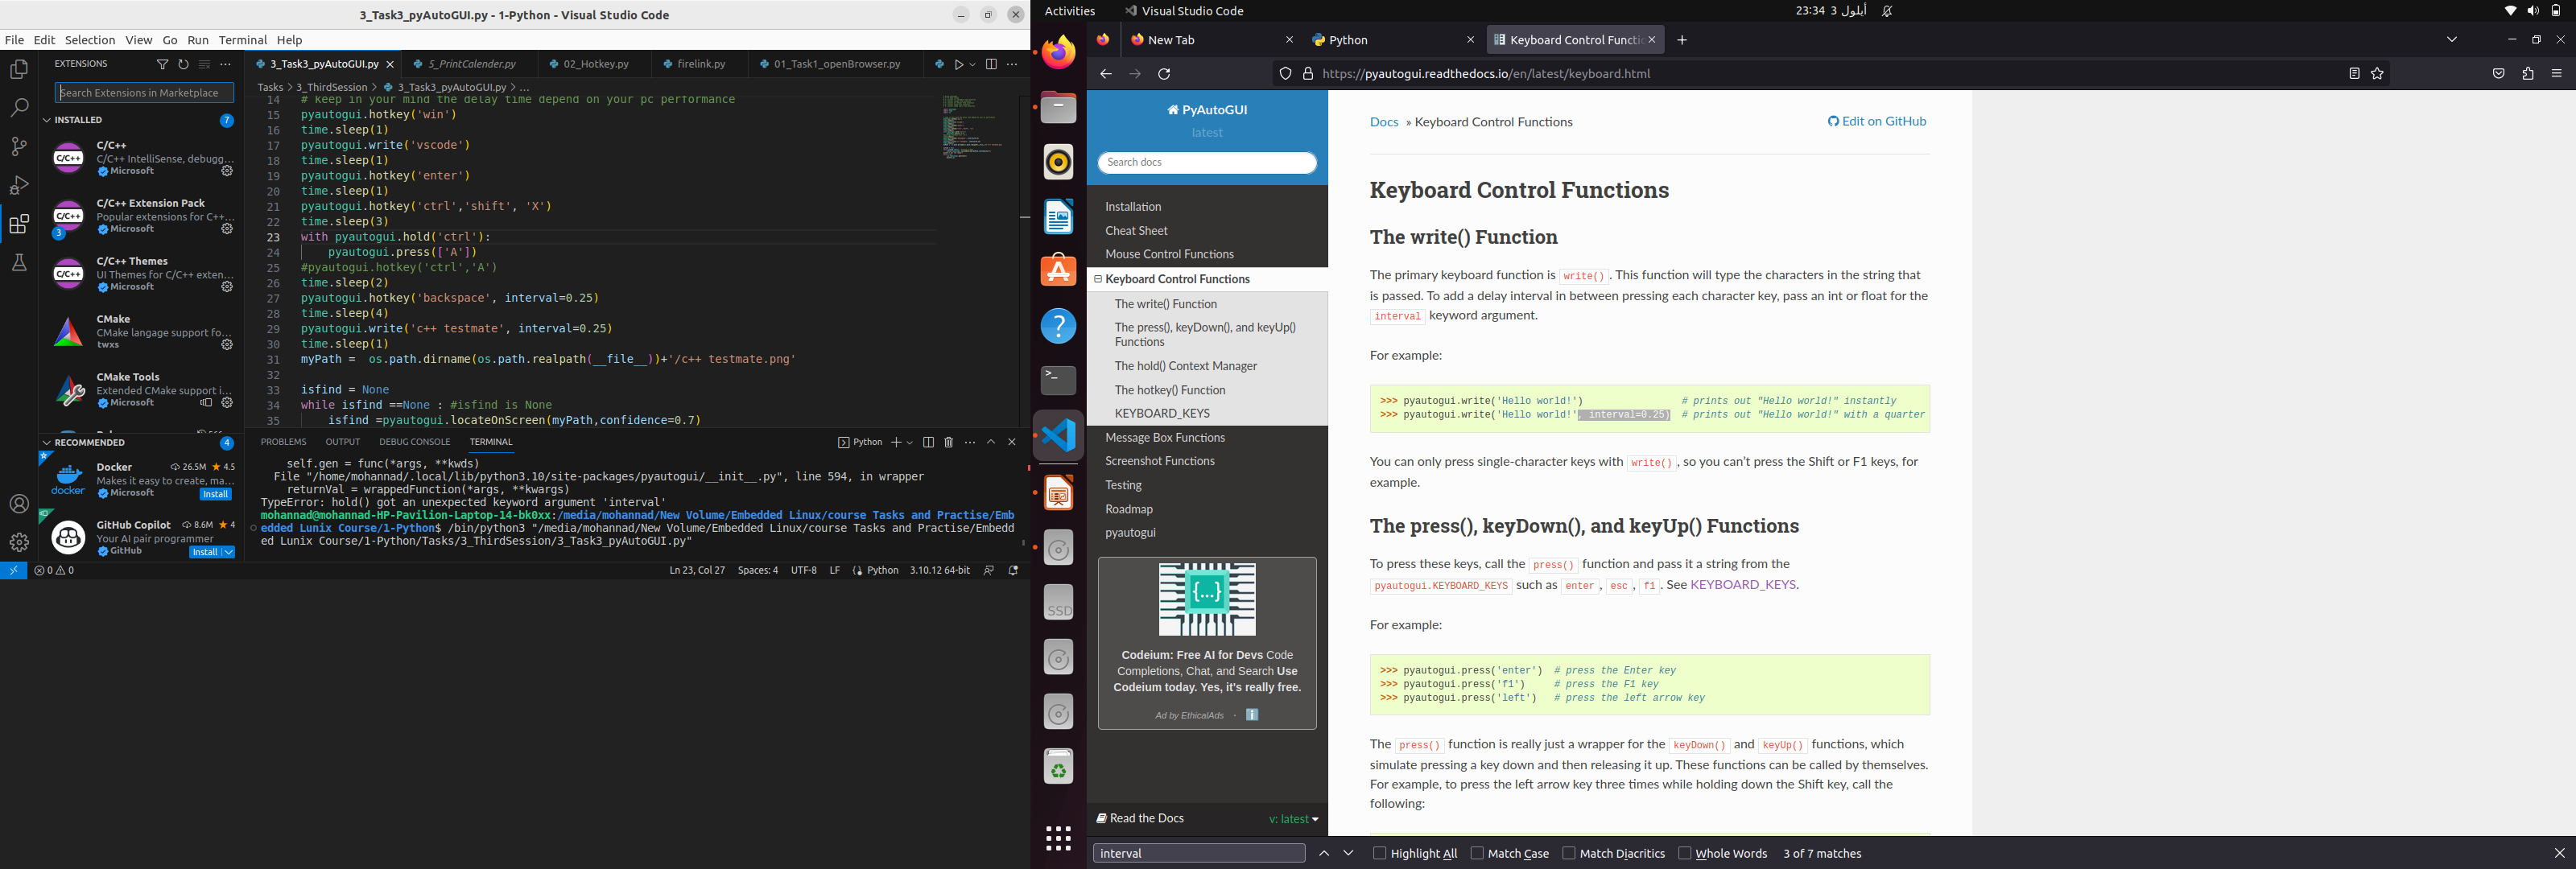 3_Task3_pyAutoGUI.py - 1-Python - Visual Studio Code
File Edit Selection View Go Run Terminal Help
EXTENSIONS
Search Extensions in Marketplace
INSTALLED 7
C/C++
C/C++ IntelliSense, debugg...
Microsoft
C/C++ Extension Pack
Popular extensions for C++...
Microsoft
3
C/C++ Themes
UI Themes for C/C++ exten...
Microsoft
CMake
CMake langage support fo...
twxs
CMake Tools
Extended CMake support i...
Microsoft
RECOMMENDED 4
Docker 26.5M 4.5
Makes it easy to create, ma...
Microsoft Install
docker
GitHub Copilot 8.6M 4
Your AI pair programmer
GitHub Install
3_Task3_pyAutoGUI.py 5_PrintCalender.py 02_Hotkey.py firelink.py 01_Task1_openBrowser.py
Tasks > 3_ThirdSession > 3_Task3_pyAutoGUI.py > ...
14 # keep in your mind the delay time depend on your pc performance
15 pyautogui.hotkey('win')
16 time.sleep(1)
17 pyautogui.write('vscode')
18 time.sleep(1)
19 pyautogui.hotkey('enter')
20 time.sleep(1)
21 pyautogui.hotkey('ctrl','shift', 'X')
22 time.sleep(3)
23 with pyautogui.hold('ctrl'):
24 pyautogui.press(['A'])
25 #pyautogui.hotkey('ctrl','A')
26 time.sleep(2)
27 pyautogui.hotkey('backspace', interval=0.25)
28 time.sleep(4)
29 pyautogui.write('c++ testmate', interval=0.25)
30 time.sleep(1)
31 myPath = os.path.dirname(os.path.realpath(__file__))+'/c++ testmate.png'
32
33 isfind = None
34 while isfind ==None : #isfind is None
35 isfind =pyautogui.locateOnScreen(myPath,confidence=0.7)
PROBLEMS OUTPUT DEBUG CONSOLE TERMINAL Python
self.gen = func(*args, **kwds)
File "/home/mohannad/.local/lib/python3.10/site-packages/pyautogui/__init__.py", line 594, in wrapper
returnVal = wrappedFunction(*args, **kwargs)
TypeError: hold() got an unexpected keyword argument 'interval'
mohannad@mohannad-HP-Pavilion-Laptop-14-bk0xx:/media/mohannad/New Volume/Embedded Linux/course Tasks and Practise/Emb
edded Lunix Course/1-Python$ /bin/python3 "/media/mohannad/New Volume/Embedded Linux/course Tasks and Practise/Embedd
ed Lunix Course/1-Python/Tasks/3_ThirdSession/3_Task3_pyAutoGUI.py"
0 0 Ln 23, Col 27 Spaces: 4 UTF-8 LF Python 3.10.12 64-bit
Activities Visual Studio Code 23:34 3 أيلول
New Tab Python Keyboard Control Functi
https://pyautogui.readthedocs.io/en/latest/keyboard.html
PyAutoGUI
latest
Search docs
Installation
Cheat Sheet
Mouse Control Functions
Keyboard Control Functions
The write() Function
The press(), keyDown(), and keyUp()
Functions
The hold() Context Manager
The hotkey() Function
KEYBOARD_KEYS
Message Box Functions
Screenshot Functions
Testing
Roadmap
pyautogui
{...}
Codeium: Free AI for Devs Code
Completions, Chat, and Search Use
Codeium today. Yes, it's really free.
Ad by EthicalAds · i
Read the Docs v: latest
SSD
Docs » Keyboard Control Functions Edit on GitHub
Keyboard Control Functions
The write() Function
The primary keyboard function is write(). This function will type the characters in the string that
is passed. To add a delay interval in between pressing each character key, pass an int or float for the
interval keyword argument.
For example:
>>> pyautogui.write('Hello world!') # prints out "Hello world!" instantly
>>> pyautogui.write('Hello world!', interval=0.25) # prints out "Hello world!" with a quarter
You can only press single-character keys with write(), so you can't press the Shift or F1 keys, for
example.
The press(), keyDown(), and keyUp() Functions
To press these keys, call the press() function and pass it a string from the
pyautogui.KEYBOARD_KEYS such as enter, esc, f1. See KEYBOARD_KEYS.
For example:
>>> pyautogui.press('enter') # press the Enter key
>>> pyautogui.press('f1') # press the F1 key
>>> pyautogui.press('left') # press the left arrow key
The press() function is really just a wrapper for the keyDown() and keyUp() functions, which
simulate pressing a key down and then releasing it up. These functions can be called by themselves.
For example, to press the left arrow key three times while holding down the Shift key, call the
following:
interval Highlight All Match Case Match Diacritics Whole Words 3 of 7 matches